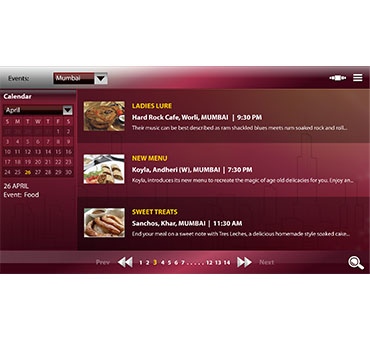 Events: Mumbai
Calendar
April
S M T W T F S
1 2
3 4 5 6 7 8 9
10 11 12 13 14 15 16
17 18 19 20 21 22 23
24 25 26 27 28 29 30
26 APRIL
Event: Food
LADIES LURE
Hard Rock Cafe, Worli, MUMBAI | 9:30 PM
Their music can be best described as ram shackled blues meets rum soaked rock and roll...
NEW MENU
Koyla, Andheri (W), MUMBAI | 7:30 PM
Koyla, introduces its new menu to recreate the magic of age old delicacies for you. Enjoy an...
SWEET TREATS
Sanchos, Khar, MUMBAI | 11:30 AM
End your meal on a sweet note with Tres Leches, a delicious homemade style soaked cake...
Prev 1 2 3 4 5 6 7 . . . . . 12 13 14 Next